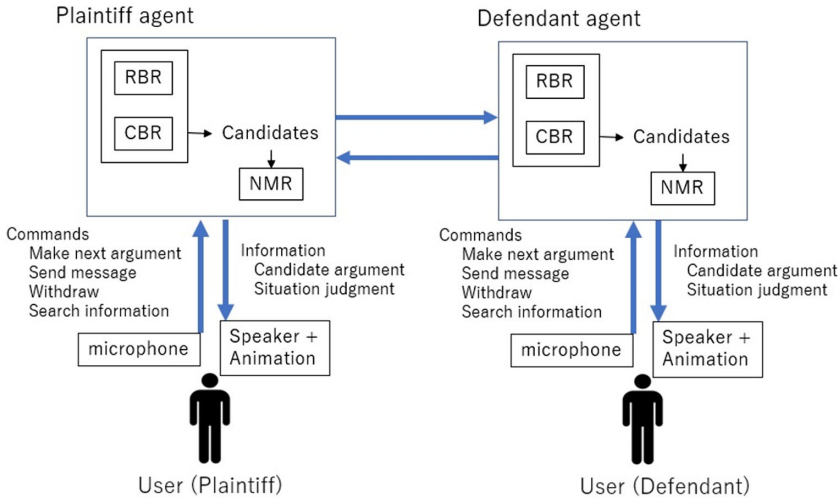 Plaintiff agent
RBR
CBR
Candidates
NMR
Commands
Make next argument
Send message
Withdraw
Search information
Information
Candidate argument
Situation judgment
microphone
Speaker +
Animation
User (Plaintiff)
Defendant agent
RBR
CBR
Candidates
NMR
Commands
Make next argument
Send message
Withdraw
Search information
Information
Candidate argument
Situation judgment
microphone
Speaker +
Animation
User (Defendant)